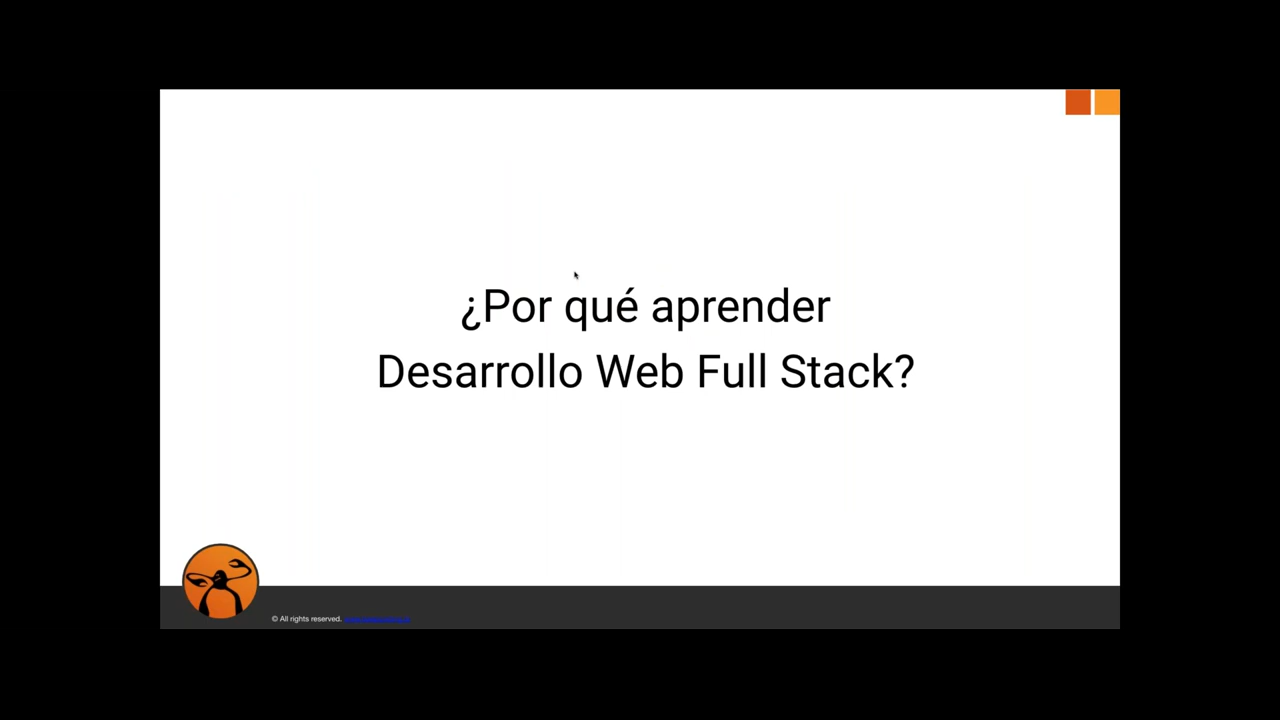 ¿Por qué aprender
Desarrollo Web Full Stack?
© All rights reserved.